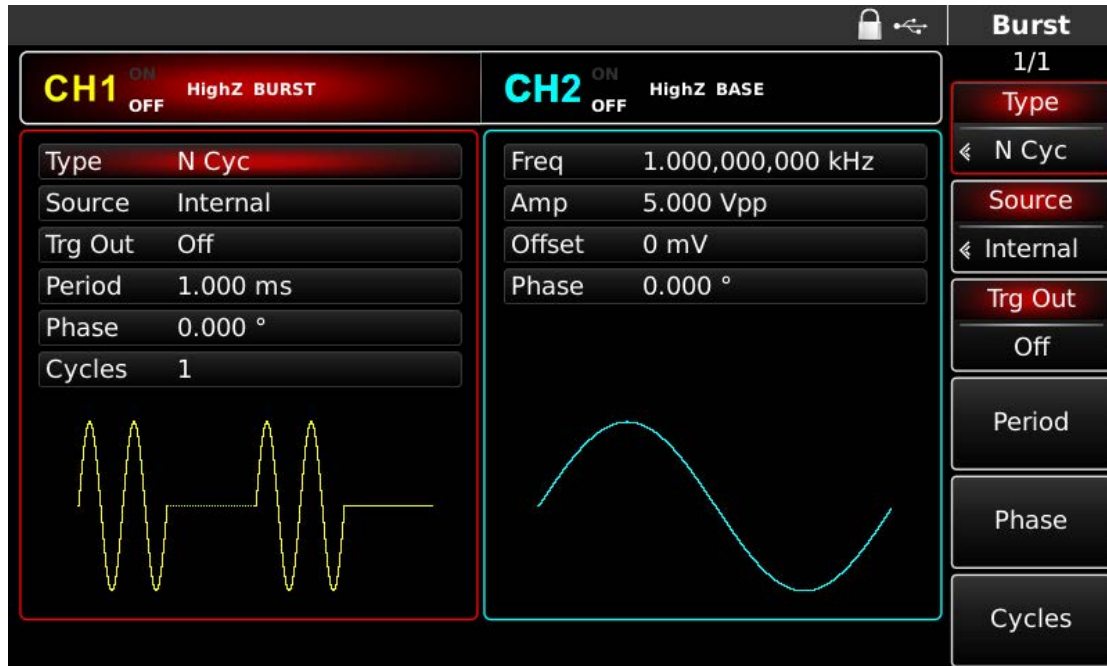 Burst
1/1
CH1 ON OFF HighZ BURST
CH2 ON OFF HighZ BASE
Type N Cyc
Source Internal
Trg Out Off
Period 1.000 ms
Phase 0.000 °
Cycles 1
Freq 1.000,000,000 kHz
Amp 5.000 Vpp
Offset 0 mV
Phase 0.000 °
Type
N Cyc
Source
Internal
Trg Out
Off
Period
Phase
Cycles